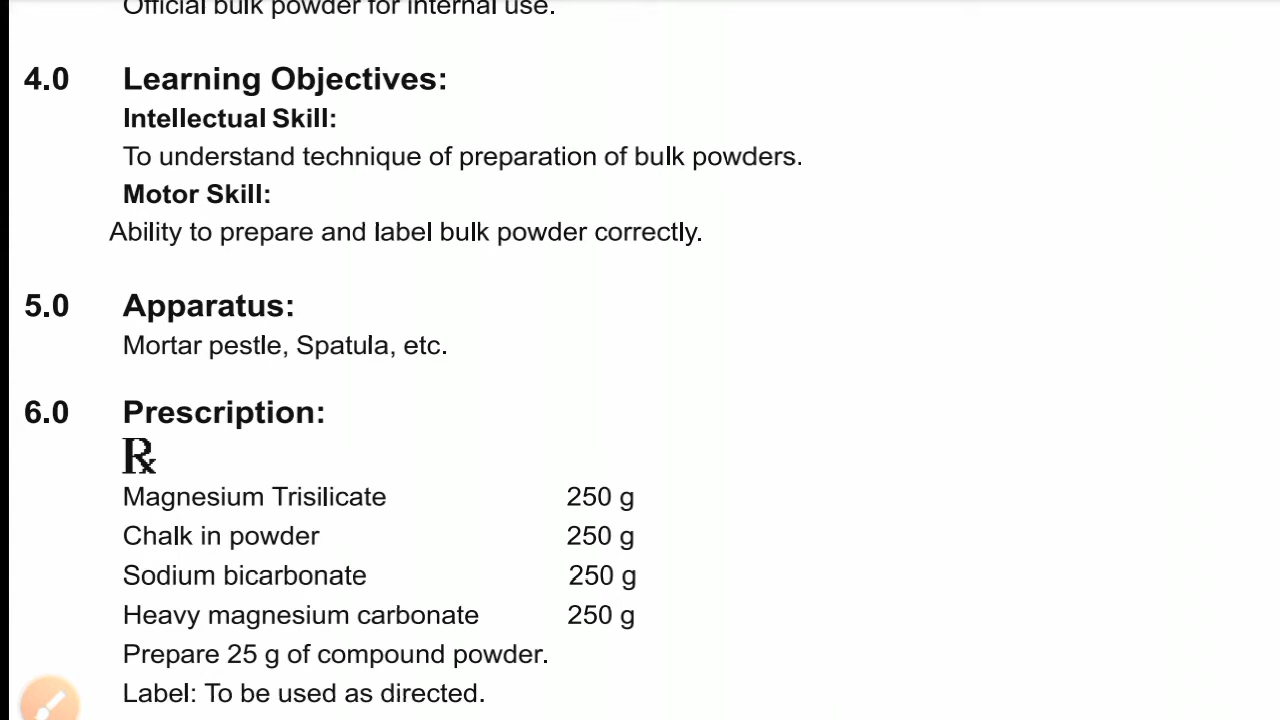 Official bulk powder for internal use.
4.0 Learning Objectives:
Intellectual Skill:
To understand technique of preparation of bulk powders.
Motor Skill:
Ability to prepare and label bulk powder correctly.
5.0 Apparatus:
Mortar pestle, Spatula, etc.
6.0 Prescription:
℞
Magnesium Trisilicate 250 g
Chalk in powder 250 g
Sodium bicarbonate 250 g
Heavy magnesium carbonate 250 g
Prepare 25 g of compound powder.
Label: To be used as directed.